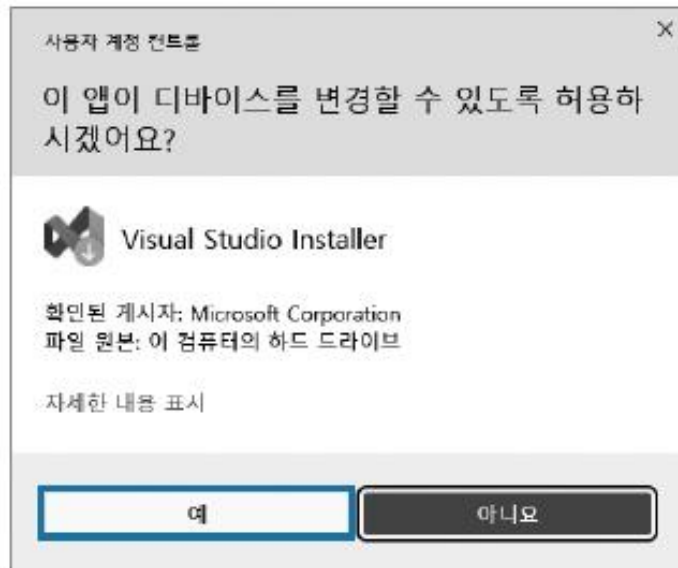 사용자 계정 컨트롤
이 앱이 디바이스를 변경할 수 있도록 허용하
시겠어요?
Visual Studio Installer
확인된 게시자: Microsoft Corporation
파일 원본: 이 컴퓨터의 하드 드라이브
자세한 내용 표시
예
아니요